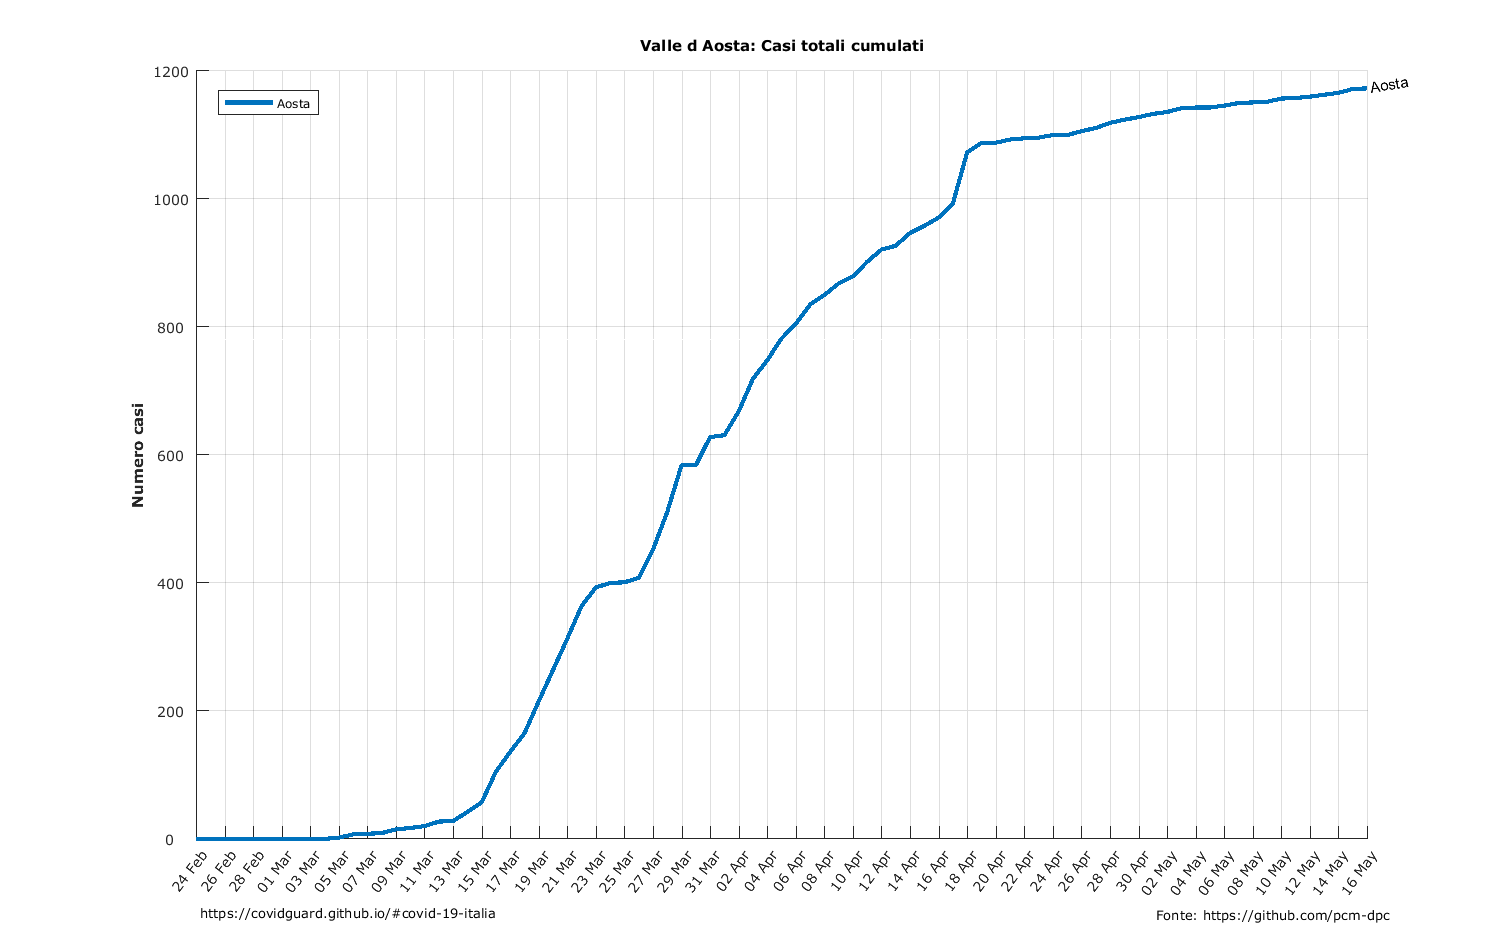 Valle d Aosta: Casi totali cumulati
1200
Aosta
Aosta
1000
800
Numero casi
600
400
200
0
24 Feb
26 Feb
28 Feb
01 Mar
03 Mar
05 Mar
07 Mar
09 Mar
11 Mar
13 Mar
15 Mar
17 Mar
19 Mar
21 Mar
23 Mar
25 Mar
27 Mar
29 Mar
31 Mar
02 Apr
04 Apr
06 Apr
08 Apr
10 Apr
12 Apr
14 Apr
16 Apr
18 Apr
20 Apr
22 Apr
24 Apr
26 Apr
28 Apr
30 Apr
02 May
04 May
06 May
08 May
10 May
12 May
14 May
16 May
https://covidguard.github.io/#covid-19-italia
Fonte: https://github.com/pcm-dpc